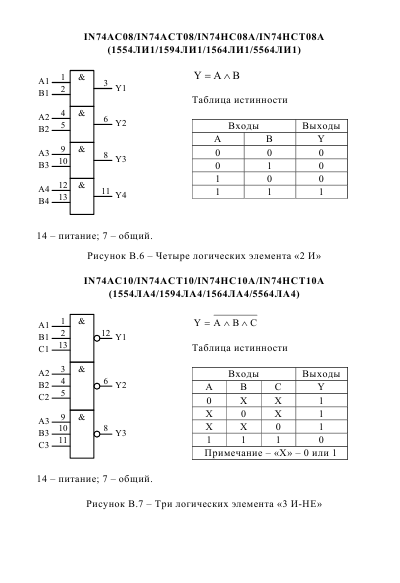 IN74AC08/IN74ACT08/IN74HC08A/IN74HCT08A
(1554ЛИ1/1594ЛИ1/1564ЛИ1/5564ЛИ1)
A1 1 & 3 Y1
B1 2
A2 4 & 6 Y2
B2 5
A3 9 & 8 Y3
B3 10
A4 12 & 11 Y4
B4 13
Y = A ∧ B
Таблица истинности
Входы Выходы
A B Y
0 0 0
0 1 0
1 0 0
1 1 1
14 – питание; 7 – общий.
Рисунок В.6 – Четыре логических элемента «2 И»
IN74AC10/IN74ACT10/IN74HC10A/IN74HCT10A
(1554ЛА4/1594ЛА4/1564ЛА4/5564ЛА4)
A1 1 & 12 Y1
B1 2
C1 13
A2 3 & 6 Y2
B2 4
C2 5
A3 9 & 8 Y3
B3 10
C3 11
Y = A ∧ B ∧ C
Таблица истинности
Входы Выходы
A B C Y
0 X X 1
X 0 X 1
X X 0 1
1 1 1 0
Примечание – «X» – 0 или 1
14 – питание; 7 – общий.
Рисунок В.7 – Три логических элемента «3 И-НЕ»